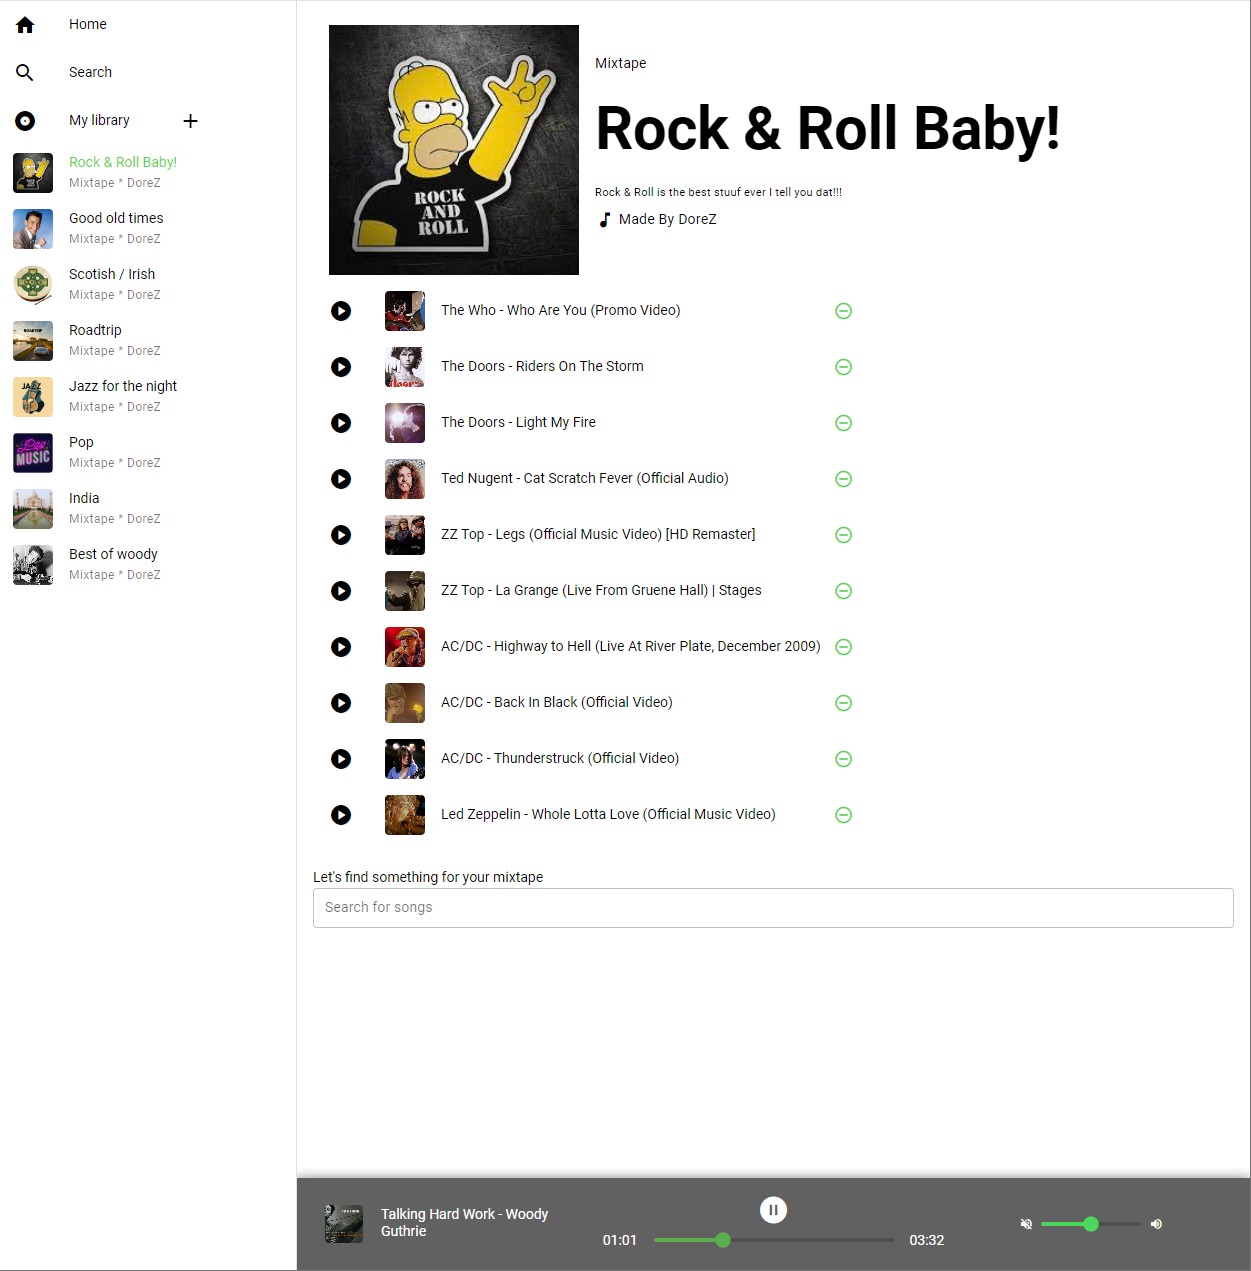 Home
Search
My library
Rock & Roll Baby!
Mixtape * DoreZ
Good old times
Mixtape * DoreZ
Scotish / Irish
Mixtape * DoreZ
ROADTRIP
Roadtrip
Mixtape * DoreZ
JAZZ
Jazz for the night
Mixtape * DoreZ
Pop
MUSIC
Pop
Mixtape * DoreZ
India
Mixtape * DoreZ
Best of woody
Mixtape * DoreZ
ROCK
AND
ROLL
Mixtape
Rock & Roll Baby!
Rock & Roll is the best stuuf ever I tell you dat!!!
Made By DoreZ
The Who - Who Are You (Promo Video)
The Doors - Riders On The Storm
The Doors - Light My Fire
Ted Nugent - Cat Scratch Fever (Official Audio)
ZZ Top - Legs (Official Music Video) [HD Remaster]
ZZ Top - La Grange (Live From Gruene Hall) | Stages
AC/DC - Highway to Hell (Live At River Plate, December 2009)
AC/DC - Back In Black (Official Video)
AC/DC - Thunderstruck (Official Video)
Led Zeppelin - Whole Lotta Love (Official Music Video)
Let's find something for your mixtape
Search for songs
Talking Hard Work - Woody
Guthrie
01:01
03:32